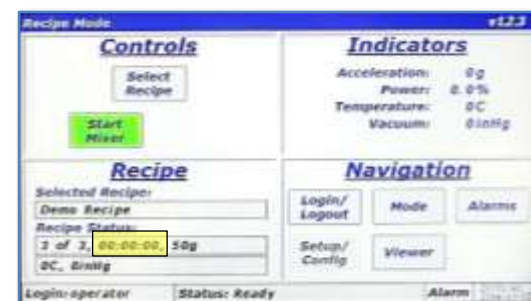 Recipe Mode v1.2.3
Controls
Select
Recipe
Start
Mixer
Indicators
Acceleration: 0g
Power: 0.0%
Temperature: 0C
Vacuum: 0inHg
Recipe
Selected Recipe:
Demo Recipe
Recipe Status:
3 of 3, 00:00:00, 50g
0C, 0inHg
Navigation
Login/
Logout
Mode
Alarms
Setup/
Config
Viewer
Login:operator Status: Ready Alarm